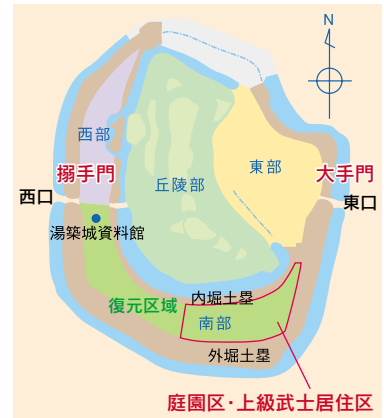 N
西部
搦手門
丘陵部
東部
大手門
西口
東口
湯築城資料館
復元区域
内堀土塁
南部
外堀土塁
庭園区・上級武士居住区